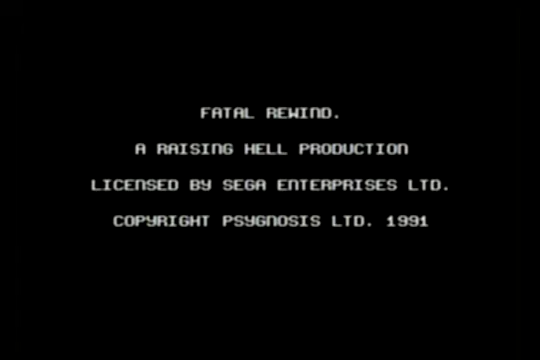 FATAL REWIND.
A RAISING HELL PRODUCTION
LICENSED BY SEGA ENTERPRISES LTD.
COPYRIGHT PSYGNOSIS LTD. 1991